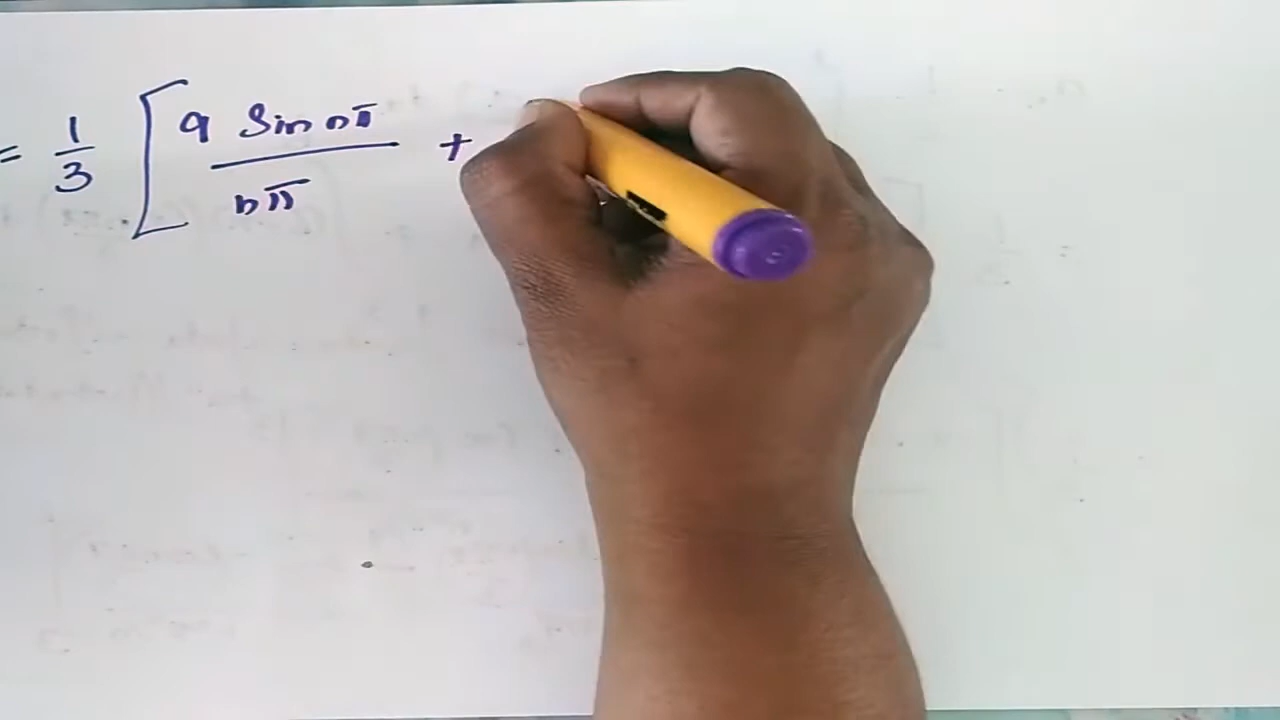 = 1/3 [ 9 Sin nπ / nπ +